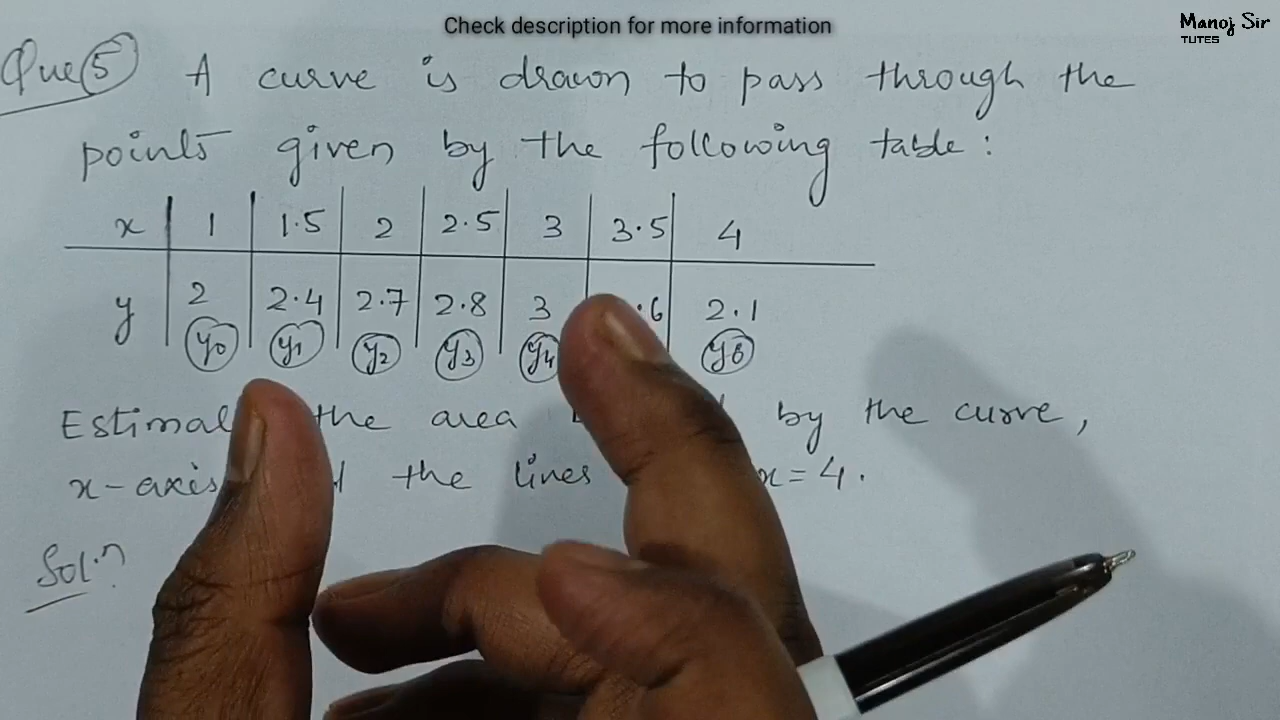 Check description for more information
Manoj Sir
TUTES
Que 5 A curve is drawn to pass through the
points given by the following table:
x 1 1.5 2 2.5 3 3.5 4
y 2 2.4 2.7 2.8 3 .6 2.1
y0 y1 y2 y3 y4 y6
the area by the curve,
x-axis the lines x=4.
Sol.n